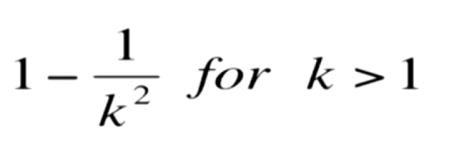 1 − 1/k² for k > 1